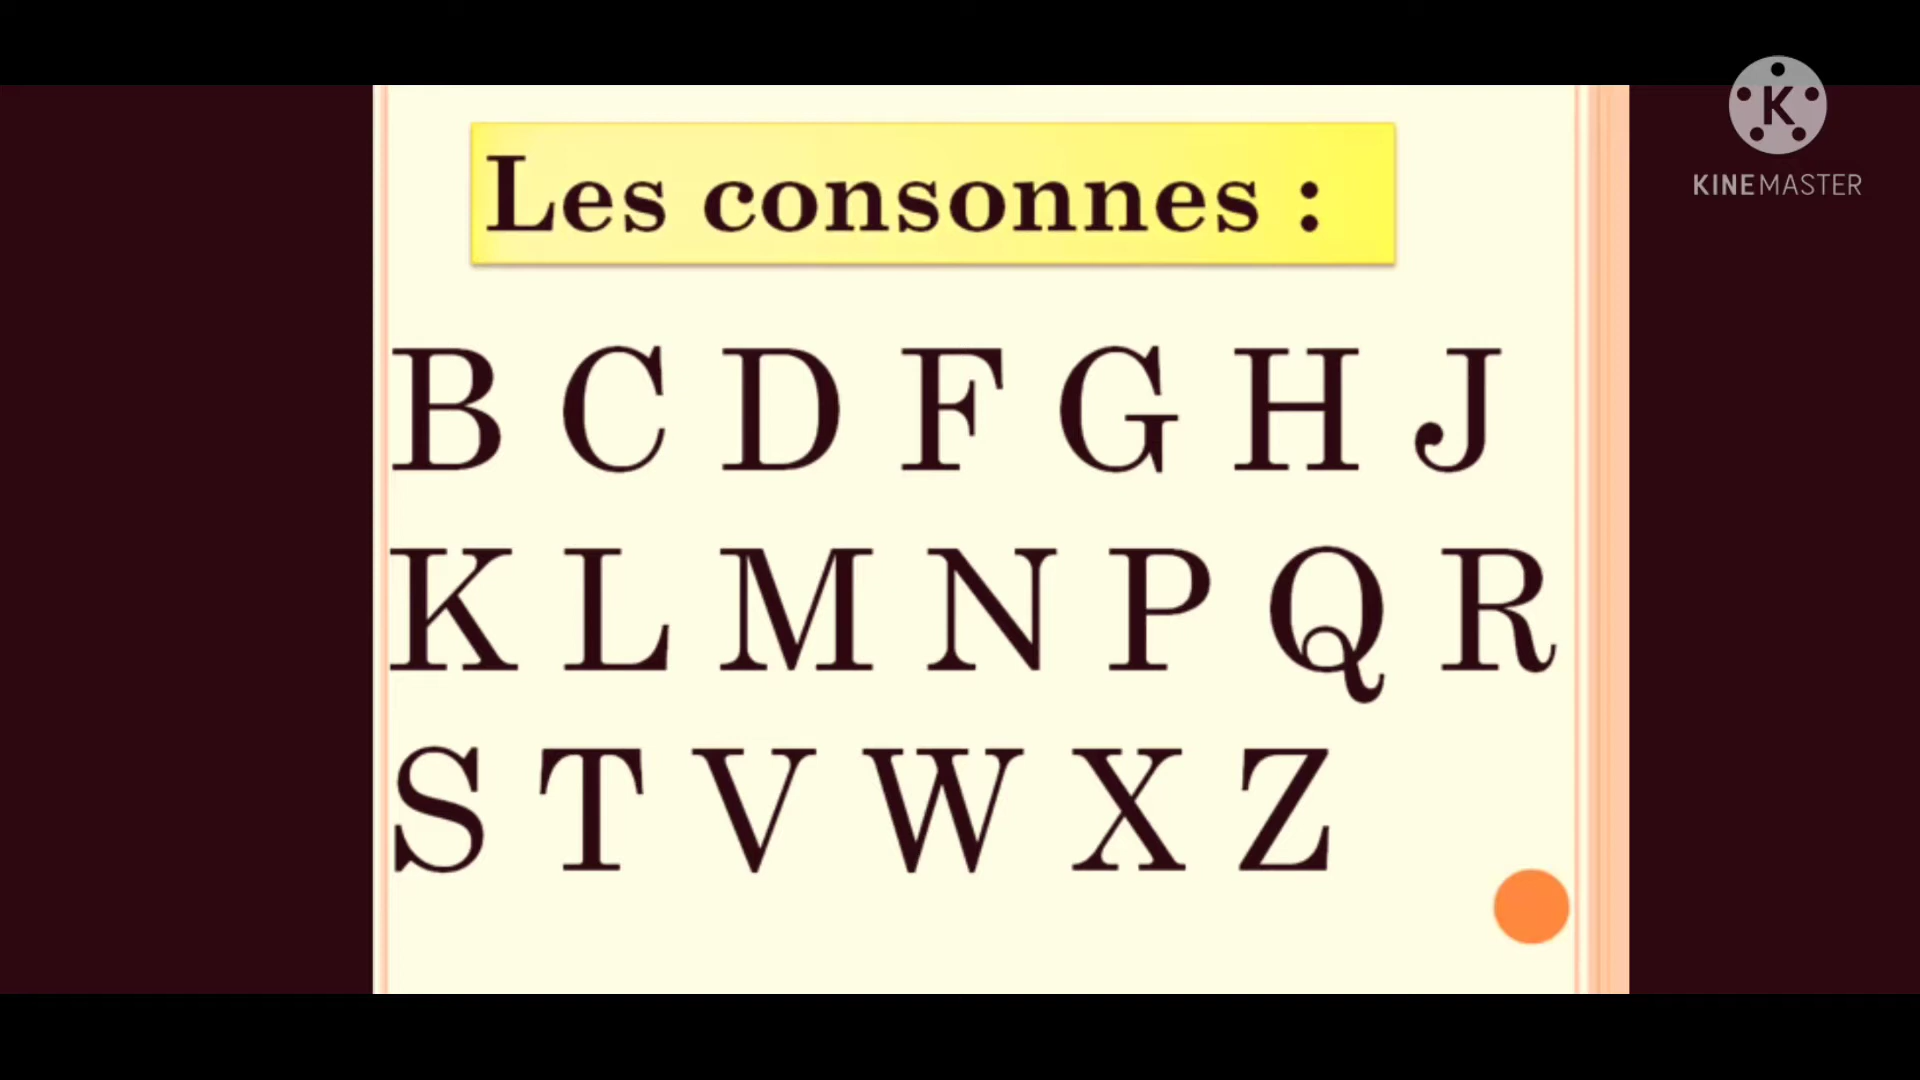 Les consonnes :
B C D F G H J
K L M N P Q R
S T V W X Z
K
KINEMASTER